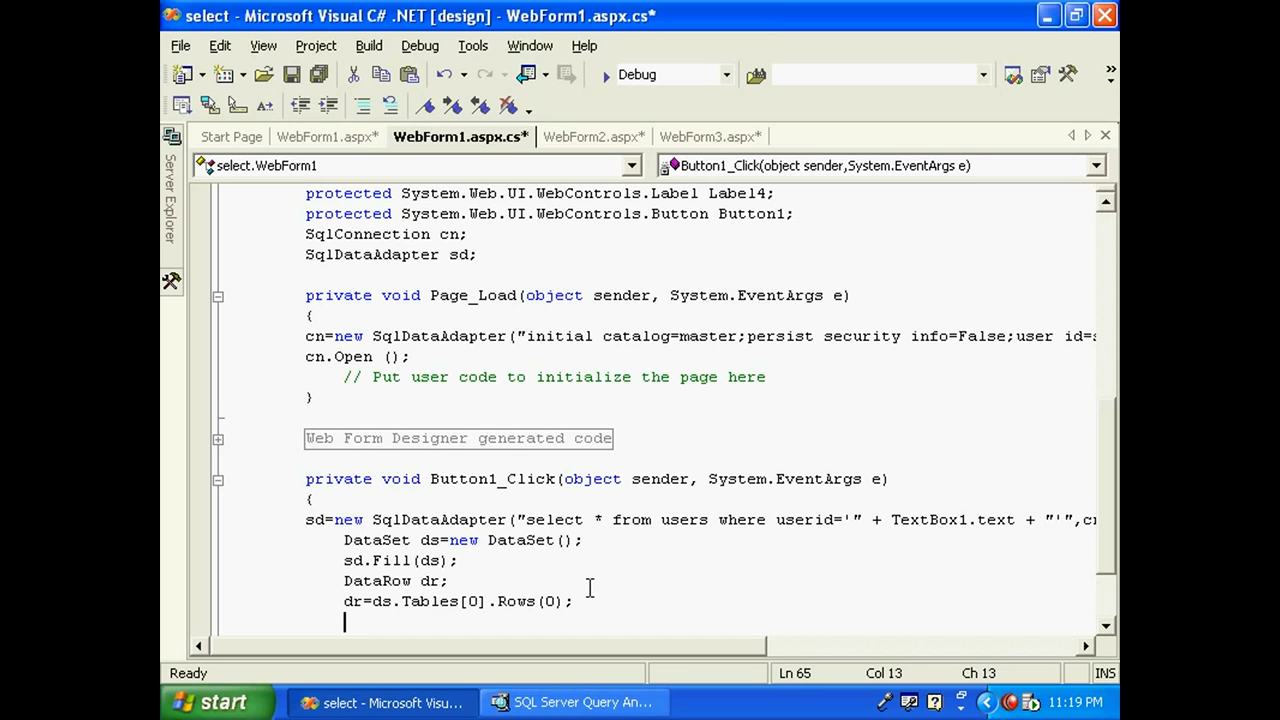 select - Microsoft Visual C# .NET [design] - WebForm1.aspx.cs*
File Edit View Project Build Debug Tools Window Help
Debug
Start Page WebForm1.aspx* WebForm1.aspx.cs* WebForm2.aspx* WebForm3.aspx*
select.WebForm1 Button1_Click(object sender,System.EventArgs e)
Server Explorer
protected System.Web.UI.WebControls.Label Label4;
protected System.Web.UI.WebControls.Button Button1;
SqlConnection cn;
SqlDataAdapter sd;
private void Page_Load(object sender, System.EventArgs e)
{
cn=new SqlDataAdapter("initial catalog=master;persist security info=False;user id=s
cn.Open ();
// Put user code to initialize the page here
}
Web Form Designer generated code
private void Button1_Click(object sender, System.EventArgs e)
{
sd=new SqlDataAdapter("select * from users where userid='" + TextBox1.text + "'",cn
DataSet ds=new DataSet();
sd.Fill(ds);
DataRow dr;
dr=ds.Tables[0].Rows(0);
Ready Ln 65 Col 13 Ch 13 INS
start select - Microsoft Visu... SQL Server Query An... 11:19 PM